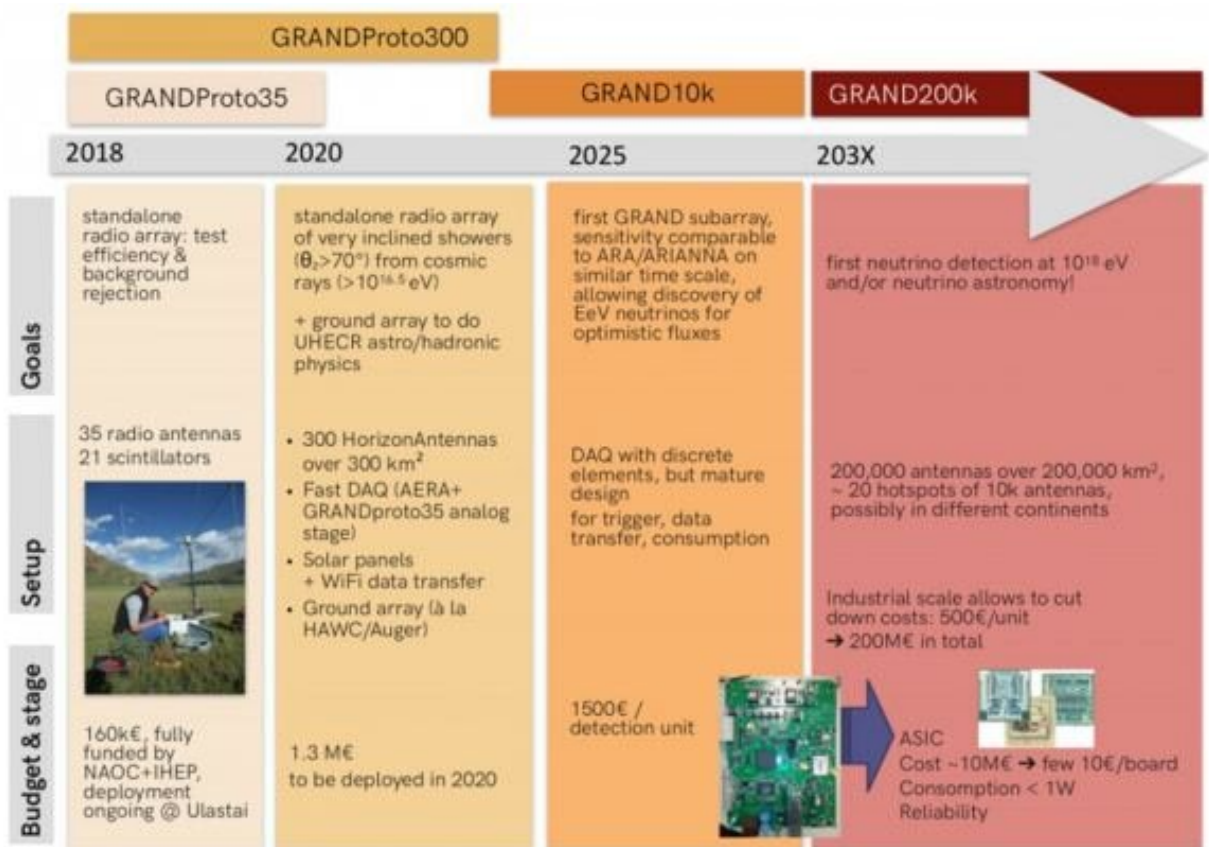 GRANDProto300
GRANDProto35
GRAND10k
GRAND200k
2018
2020
2025
203X
Goals
standalone
radio array: test
efficiency &
background
rejection
standalone radio array
of very inclined showers
(θz>70°) from cosmic
rays (>10^16.5 eV)
+ ground array to do
UHECR astro/hadronic
physics
first GRAND subarray,
sensitivity comparable
to ARA/ARIANNA on
similar time scale,
allowing discovery of
EeV neutrinos for
optimistic fluxes
first neutrino detection at 10^18 eV
and/or neutrino astronomy!
Setup
35 radio antennas
21 scintillators
• 300 HorizonAntennas
over 300 km²
• Fast DAQ (AERA+
GRANDproto35 analog
stage)
• Solar panels
+ WiFi data transfer
• Ground array (à la
HAWC/Auger)
DAQ with discrete
elements, but mature
design
for trigger, data
transfer, consumption
200,000 antennas over 200,000 km²,
~ 20 hotspots of 10k antennas,
possibly in different continents
Industrial scale allows to cut
down costs: 500€/unit
➔ 200M€ in total
Budget & stage
160k€, fully
funded by
NAOC+IHEP,
deployment
ongoing @ Ulastai
1.3 M€
to be deployed in 2020
1500€ /
detection unit
ASIC
Cost ~10M€ ➔ few 10€/board
Consumption < 1W
Reliability